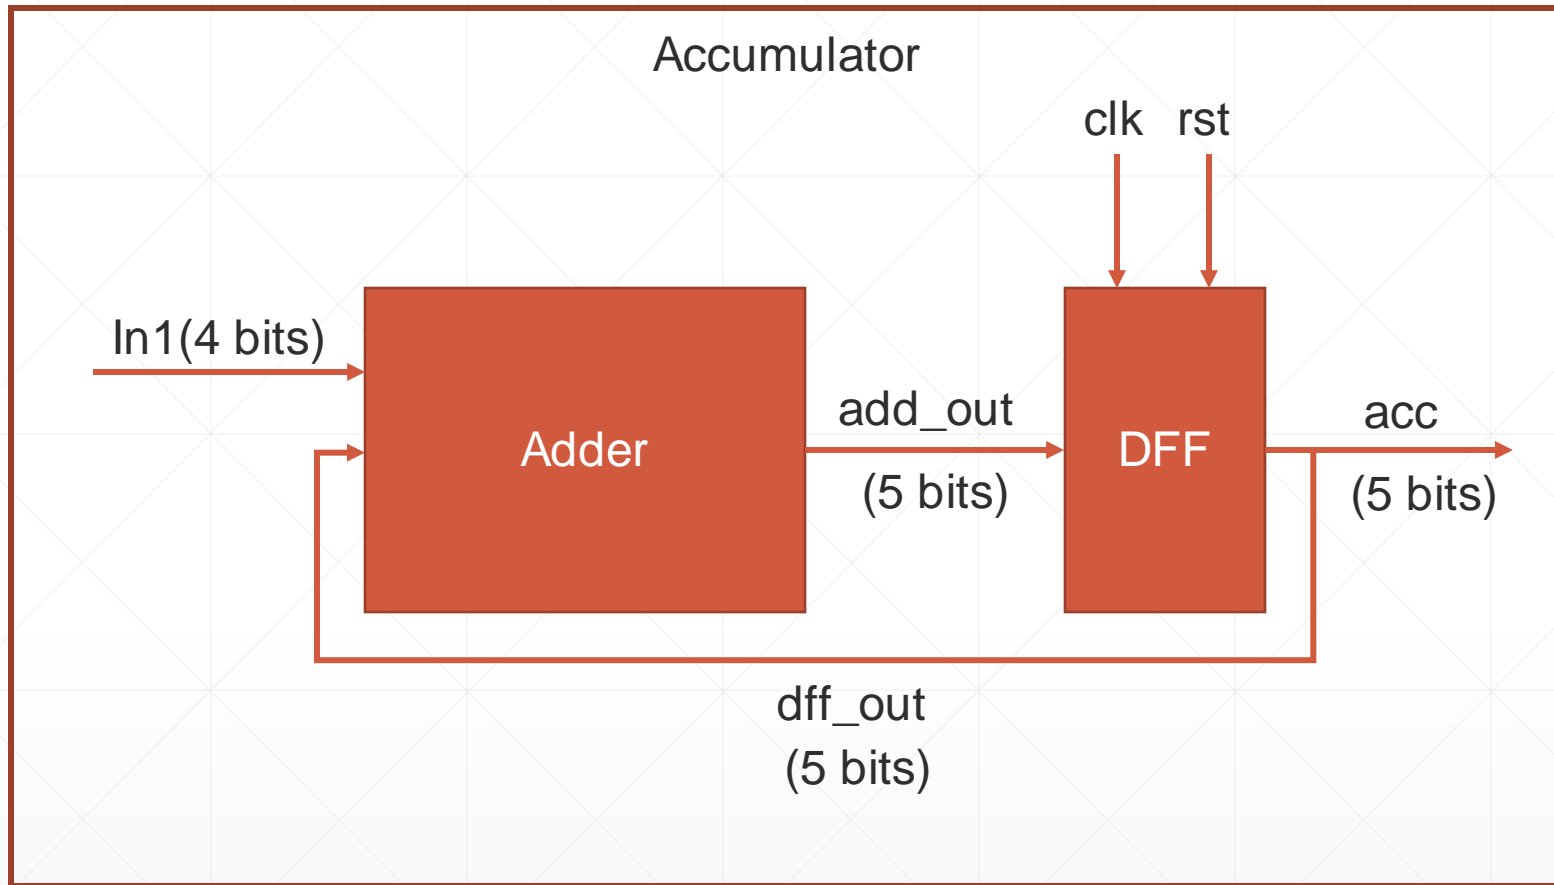 Accumulator
clk rst
In1(4 bits)
Adder
add_out
(5 bits)
DFF
acc
(5 bits)
dff_out
(5 bits)